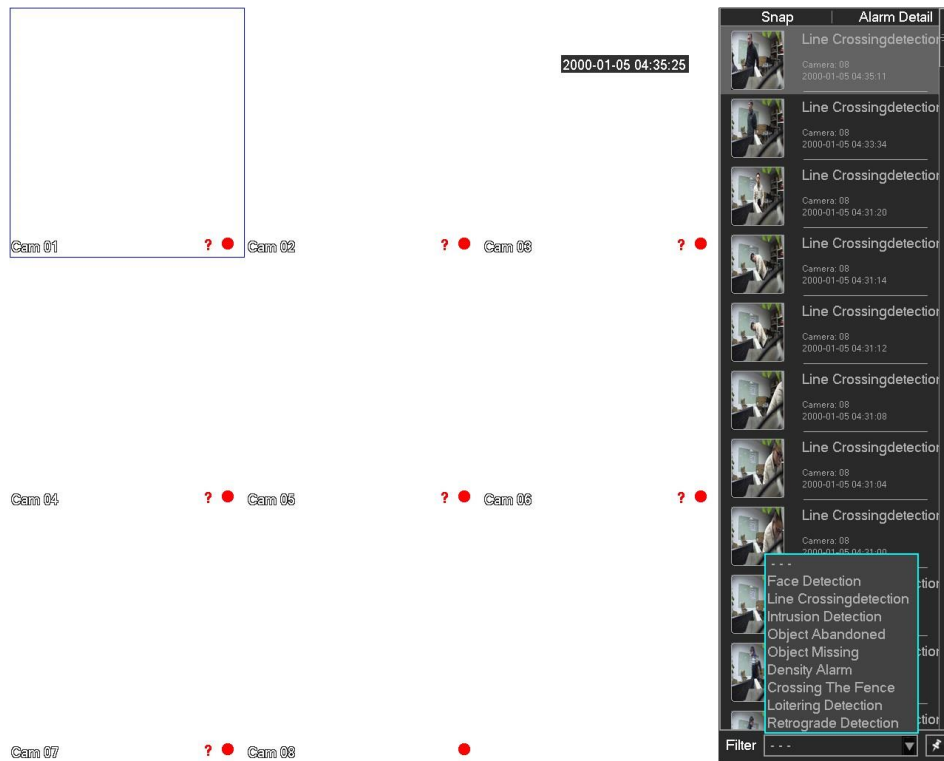 2000-01-05 04:35:25
Cam 01
?
Cam 02
?
Cam 03
?
Cam 04
?
Cam 05
?
Cam 06
?
Cam 07
?
Cam 08
Snap Alarm Detail
Line Crossingdetection
Camera: 08
2000-01-05 04:35:11
Line Crossingdetection
Camera: 08
2000-01-05 04:33:34
Line Crossingdetection
Camera: 08
2000-01-05 04:31:20
Line Crossingdetection
Camera: 08
2000-01-05 04:31:14
Line Crossingdetection
Camera: 08
2000-01-05 04:31:12
Line Crossingdetection
Camera: 08
2000-01-05 04:31:08
Line Crossingdetection
Camera: 08
2000-01-05 04:31:04
Line Crossingdetection
Camera: 08
2000-01-05 04:31:00
- - -
Face Detection
Line Crossingdetection
Intrusion Detection
Object Abandoned
Object Missing
Density Alarm
Crossing The Fence
Loitering Detection
Retrograde Detection
Filter - - -